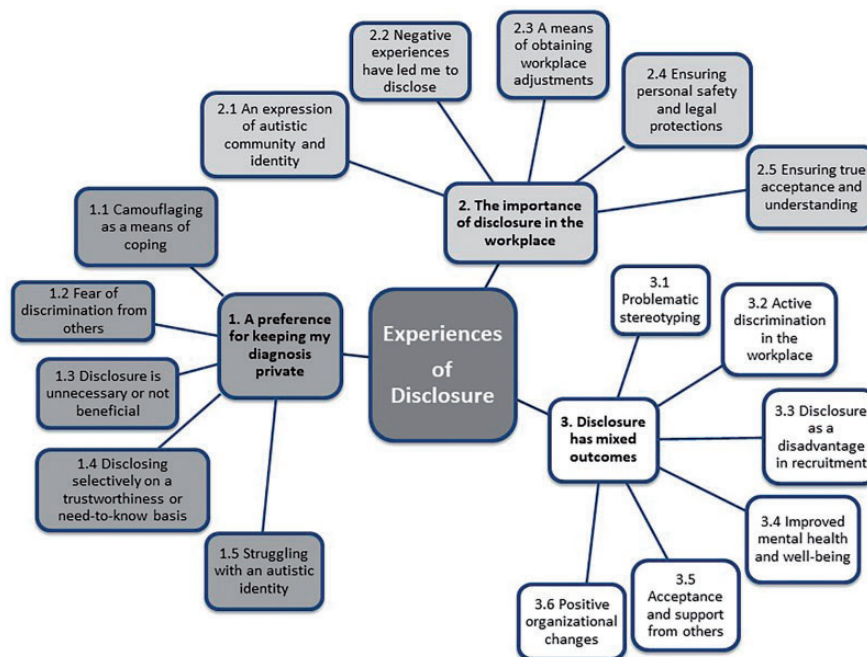 Experiences
of
Disclosure
1. A preference
for keeping my
diagnosis
private
1.1 Camouflaging
as a means of
coping
1.2 Fear of
discrimination from
others
1.3 Disclosure is
unnecessary or not
beneficial
1.4 Disclosing
selectively on a
trustworthiness or
need-to-know basis
1.5 Struggling
with an autistic
identity
2. The importance
of disclosure in the
workplace
2.1 An expression
of autistic
community and
identity
2.2 Negative
experiences
have led me to
disclose
2.3 A means of
obtaining
workplace
adjustments
2.4 Ensuring
personal safety
and legal
protections
2.5 Ensuring true
acceptance and
understanding
3. Disclosure
has mixed
outcomes
3.1
Problematic
stereotyping
3.2 Active
discrimination
in the
workplace
3.3 Disclosure
as a
disadvantage
in recruitment
3.4 Improved
mental health
and well-being
3.5
Acceptance
and support
from others
3.6 Positive
organizational
changes